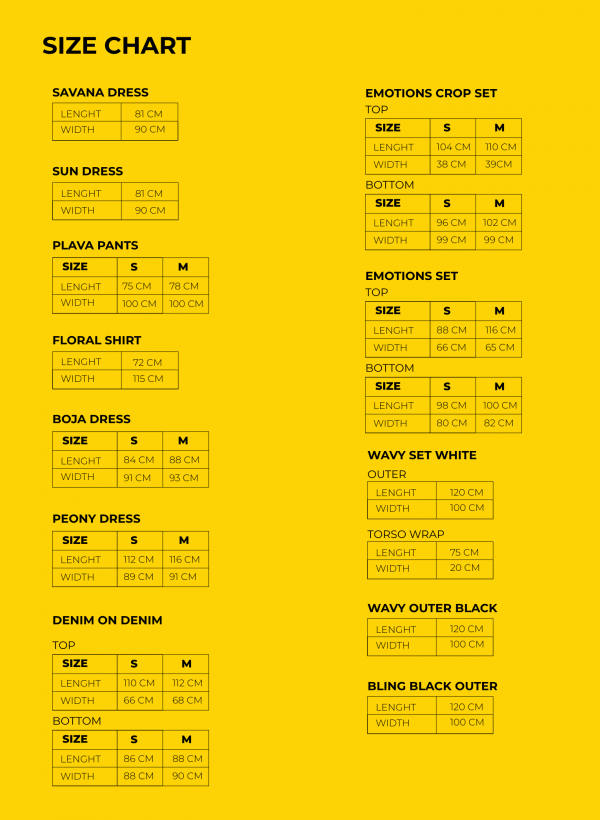 SIZE CHART
SAVANA DRESS
LENGHT 81 CM
WIDTH 90 CM
SUN DRESS
LENGHT 81 CM
WIDTH 90 CM
PLAVA PANTS
SIZE S M
LENGHT 75 CM 78 CM
WIDTH 100 CM 100 CM
FLORAL SHIRT
LENGHT 72 CM
WIDTH 115 CM
BOJA DRESS
SIZE S M
LENGHT 84 CM 88 CM
WIDTH 91 CM 93 CM
PEONY DRESS
SIZE S M
LENGHT 112 CM 116 CM
WIDTH 89 CM 91 CM
DENIM ON DENIM
TOP
SIZE S M
LENGHT 110 CM 112 CM
WIDTH 66 CM 68 CM
BOTTOM
SIZE S M
LENGHT 86 CM 88 CM
WIDTH 88 CM 90 CM
EMOTIONS CROP SET
TOP
SIZE S M
LENGHT 104 CM 110 CM
WIDTH 38 CM 39CM
BOTTOM
SIZE S M
LENGHT 96 CM 102 CM
WIDTH 99 CM 99 CM
EMOTIONS SET
TOP
SIZE S M
LENGHT 88 CM 116 CM
WIDTH 66 CM 65 CM
BOTTOM
SIZE S M
LENGHT 98 CM 100 CM
WIDTH 80 CM 82 CM
WAVY SET WHITE
OUTER
LENGHT 120 CM
WIDTH 100 CM
TORSO WRAP
LENGHT 75 CM
WIDTH 20 CM
WAVY OUTER BLACK
LENGHT 120 CM
WIDTH 100 CM
BLING BLACK OUTER
LENGHT 120 CM
WIDTH 100 CM